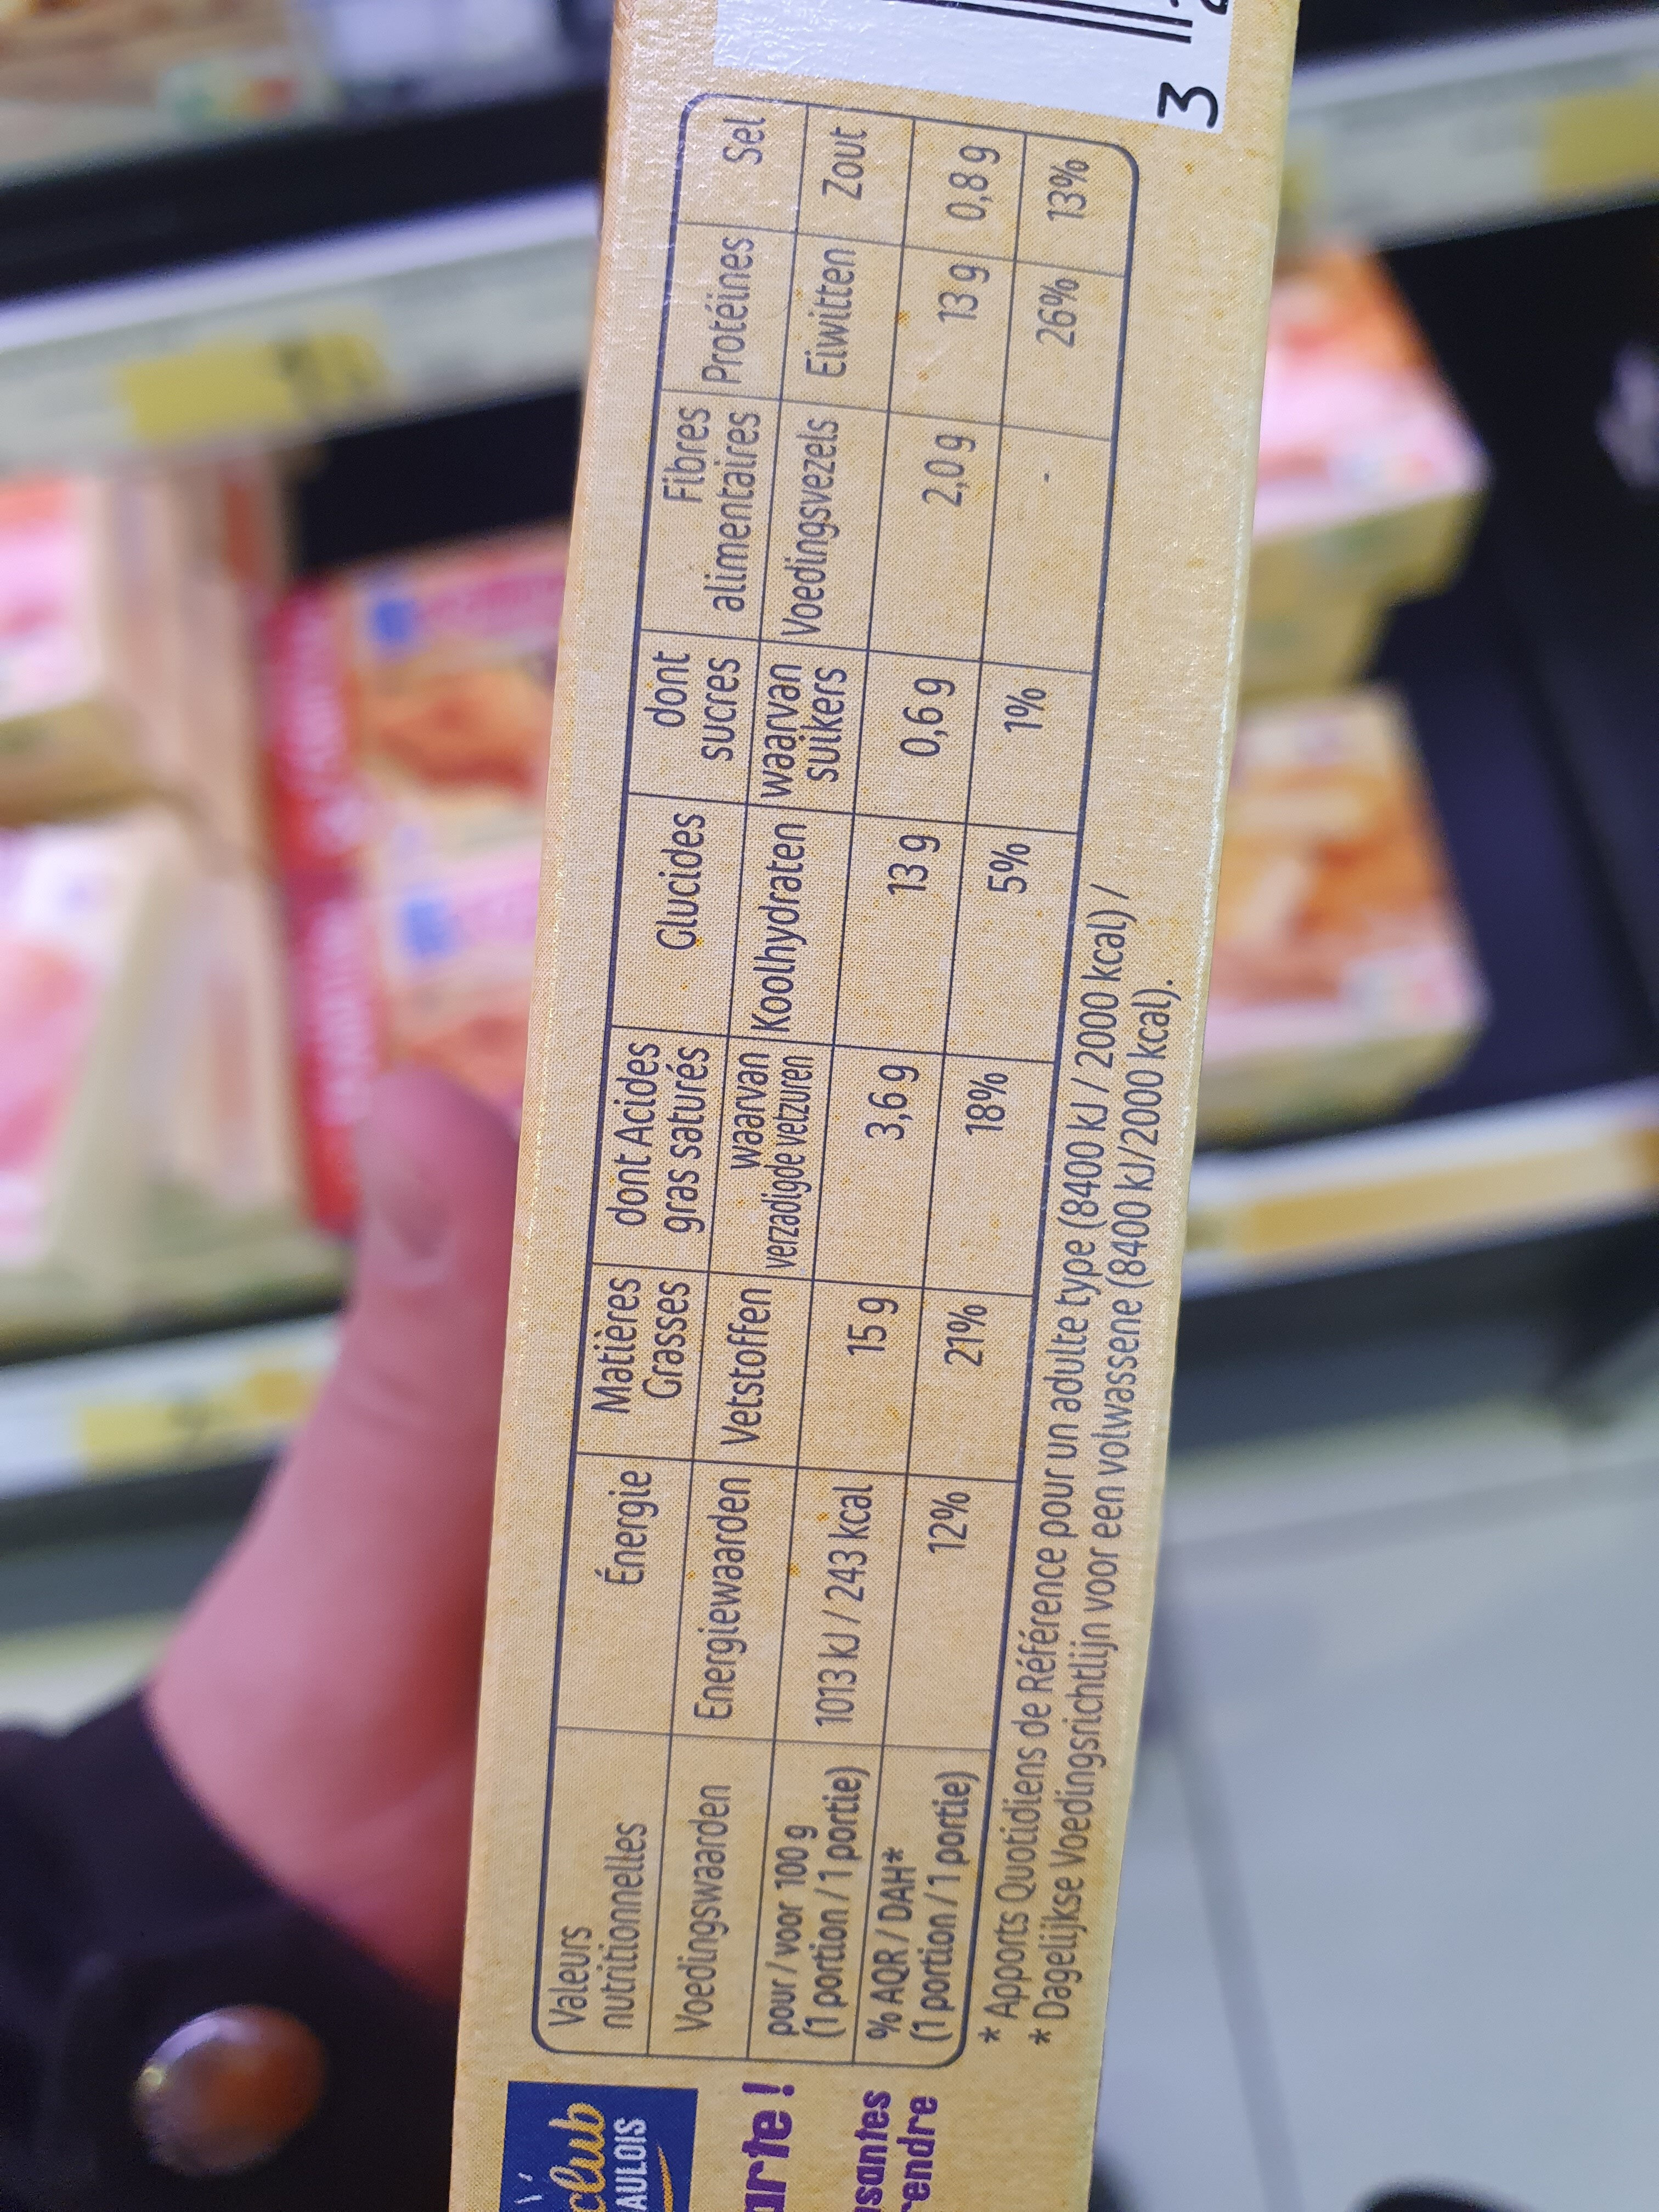 Valeurs nutritionnelles Énergie Matières Grasses dont Acides gras saturés Glucides dont sucres Fibres alimentaires Protéines Sel
Voedingswaarden Energiewaarden Vetstoffen waarvan verzadigde vetzuren Koolhydraten waarvan suikers Voedingsvezels Eiwitten Zout
pour / voor 100 g (1 portion / 1 portie) 1013 kJ / 243 kcal 15 g 3,6 g 13 g 0,6 g 2,0 g 13 g 0,8 g
% AQR / DAH* (1 portion / 1 portie) 12% 21% 18% 5% 1% - 26% 13%
* Apports Quotidiens de Référence pour un adulte type (8400 kJ / 2000 kcal) /
* Dagelijkse Voedingsrichtlijn voor een volwassene (8400 kJ/2000 kcal).
club
AULOIS
arte !
santes
endre
3